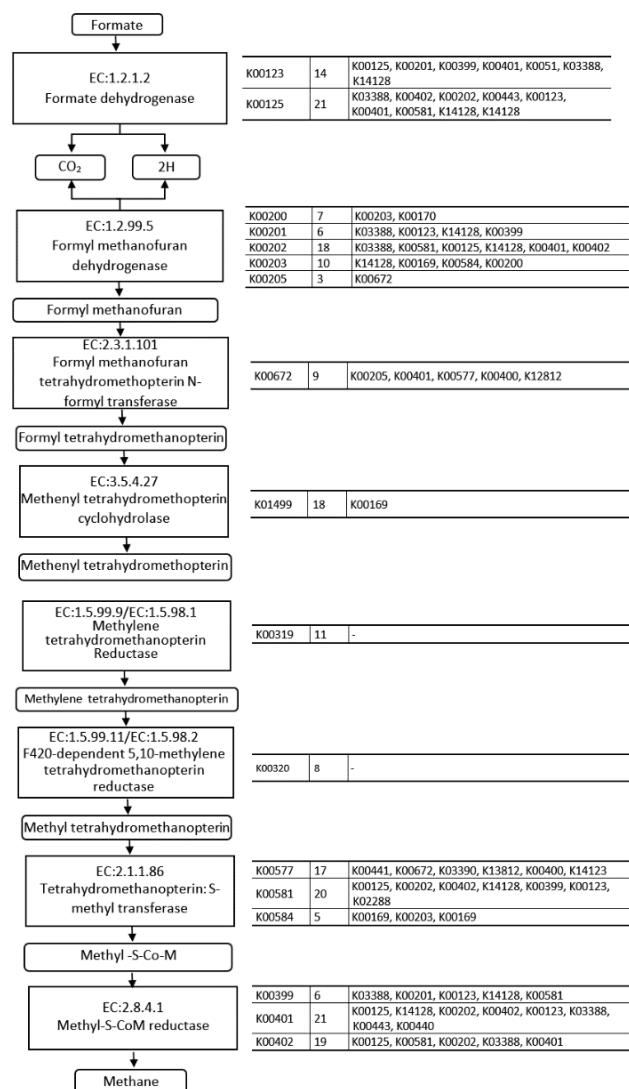 Formate
EC:1.2.1.2
Formate dehydrogenase
K00123 14 K00125, K00201, K00399, K00401, K0051, K03388,
K14128
K00125 21 K03388, K00402, K00202, K00443, K00123,
K00401, K00581, K14128, K14128
CO₂ 2H
EC:1.2.99.5
Formyl methanofuran
dehydrogenase
K00200 7 K00203, K00170
K00201 6 K03388, K00123, K14128, K00399
K00202 18 K03388, K00581, K00125, K14128, K00401, K00402
K00203 10 K14128, K00169, K00584, K00200
K00205 3 K00672
Formyl methanofuran
EC:2.3.1.101
Formyl methanofuran
tetrahydromethopterin N-
formyl transferase
K00672 9 K00205, K00401, K00577, K00400, K12812
Formyl tetrahydromethanopterin
EC:3.5.4.27
Methenyl tetrahydromethopterin
cyclohydrolase
K01499 18 K00169
Methenyl tetrahydromethopterin
EC:1.5.99.9/EC:1.5.98.1
Methylene
tetrahydromethanopterin
Reductase
K00319 11 -
Methylene tetrahydromethanopterin
EC:1.5.99.11/EC:1.5.98.2
F420-dependent 5,10-methylene
tetrahydromethanopterin
reductase
K00320 8 -
Methyl tetrahydromethanopterin
EC:2.1.1.86
Tetrahydromethanopterin: S-
methyl transferase
K00577 17 K00441, K00672, K03390, K13812, K00400, K14123
K00581 20 K00125, K00202, K00402, K14128, K00399, K00123,
K02288
K00584 5 K00169, K00203, K00169
Methyl -S-Co-M
EC:2.8.4.1
Methyl-S-CoM reductase
K00399 6 K03388, K00201, K00123, K14128, K00581
K00401 21 K00125, K14128, K00202, K00402, K00123, K03388,
K00443, K00440
K00402 19 K00125, K00581, K00202, K03388, K00401
Methane